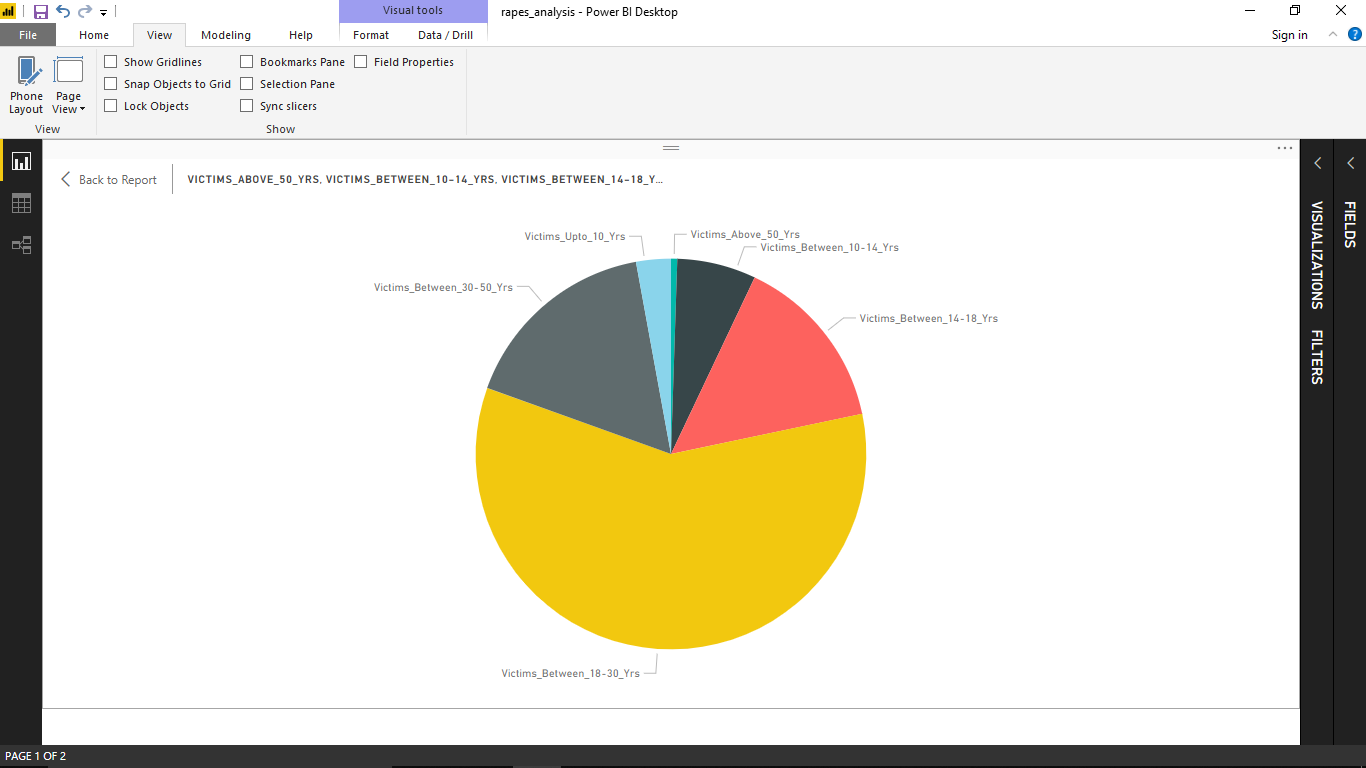 Visual tools
rapes_analysis - Power BI Desktop
File Home View Modeling Help Format Data / Drill Sign in ?
Show Gridlines Bookmarks Pane Field Properties
Snap Objects to Grid Selection Pane
Lock Objects Sync slicers
Phone Layout
Page View
View Show
Back to Report VICTIMS_ABOVE_50_YRS, VICTIMS_BETWEEN_10-14_YRS, VICTIMS_BETWEEN_14-18_Y...
Victims_Upto_10_Yrs
Victims_Above_50_Yrs
Victims_Between_10-14_Yrs
Victims_Between_30-50_Yrs
Victims_Between_14-18_Yrs
Victims_Between_18-30_Yrs
VISUALIZATIONS
FILTERS
FIELDS
PAGE 1 OF 2